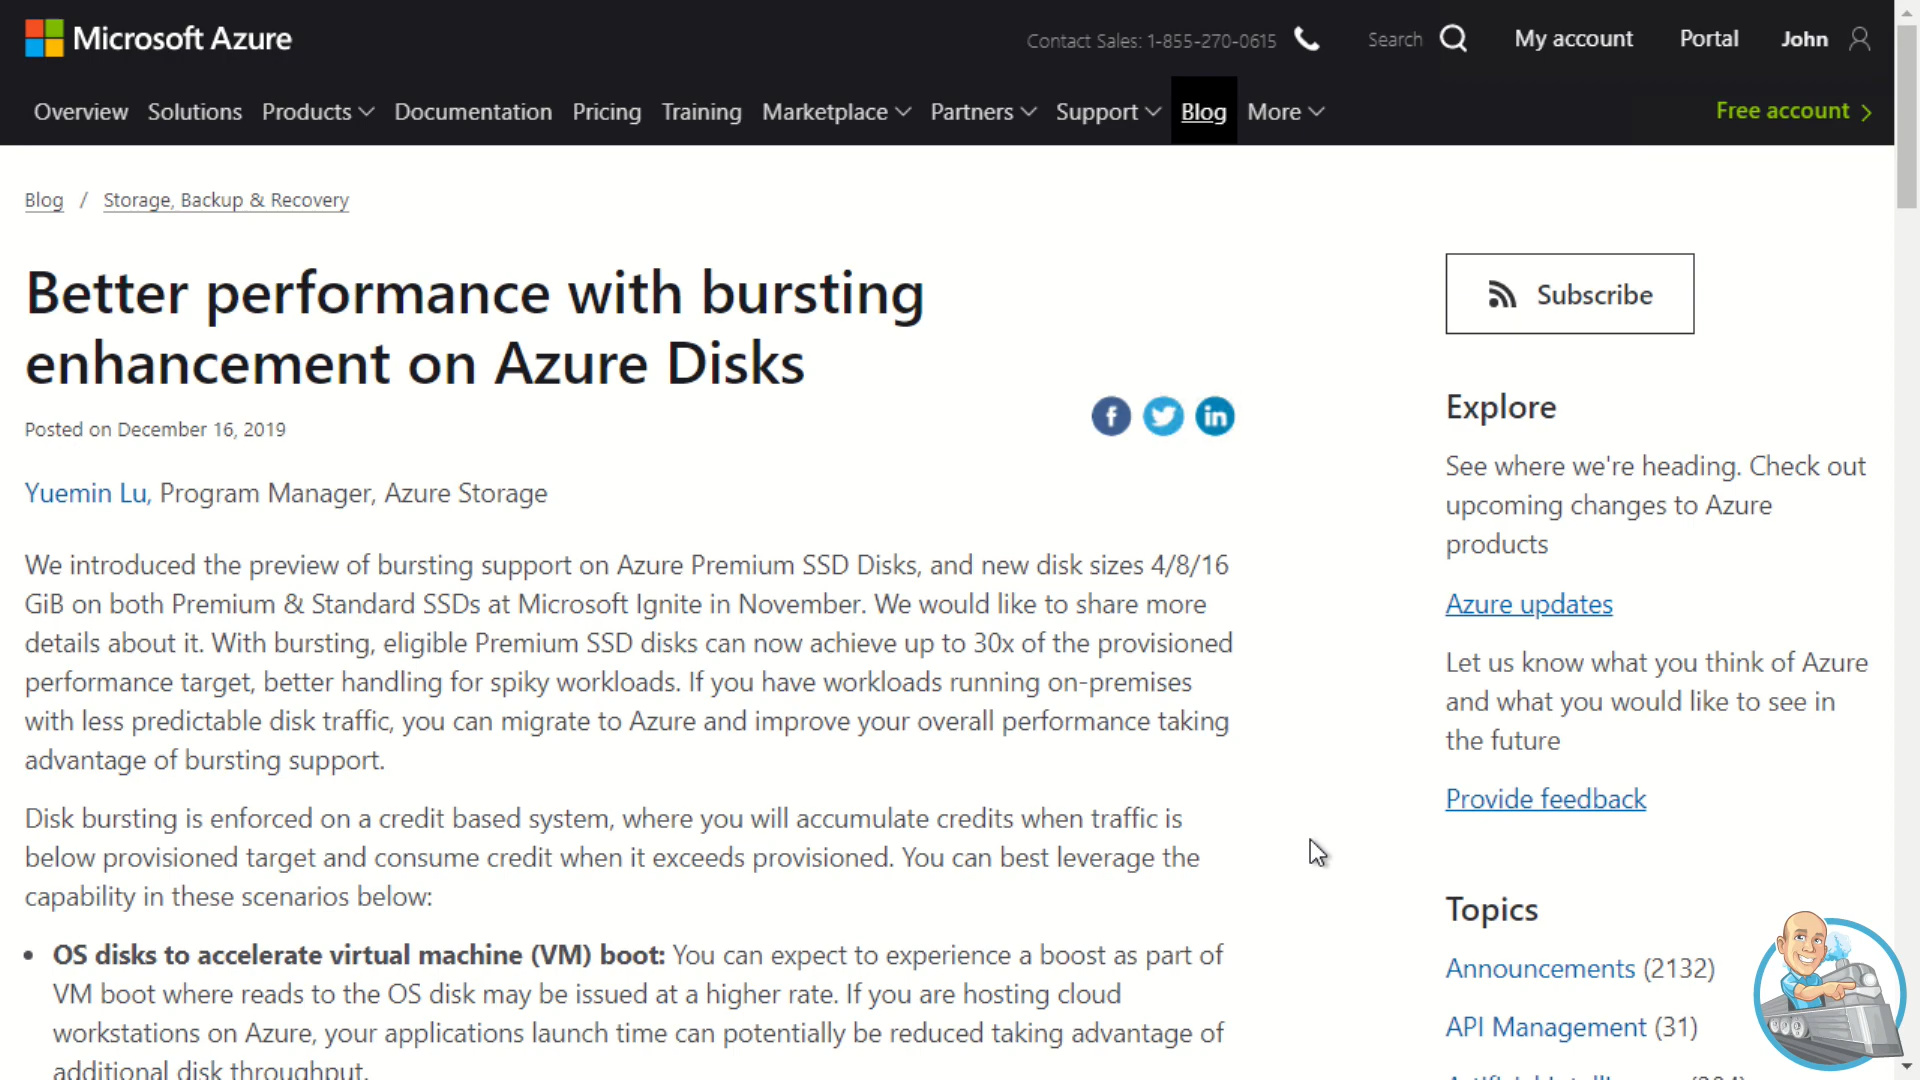 Microsoft Azure
Contact Sales: 1-855-270-0615
Search
My account
Portal
John
Overview Solutions Products Documentation Pricing Training Marketplace Partners Support Blog More
Free account
Blog / Storage, Backup & Recovery
Better performance with bursting
enhancement on Azure Disks
Posted on December 16, 2019
Yuemin Lu, Program Manager, Azure Storage
We introduced the preview of bursting support on Azure Premium SSD Disks, and new disk sizes 4/8/16
GiB on both Premium & Standard SSDs at Microsoft Ignite in November. We would like to share more
details about it. With bursting, eligible Premium SSD disks can now achieve up to 30x of the provisioned
performance target, better handling for spiky workloads. If you have workloads running on-premises
with less predictable disk traffic, you can migrate to Azure and improve your overall performance taking
advantage of bursting support.
Disk bursting is enforced on a credit based system, where you will accumulate credits when traffic is
below provisioned target and consume credit when it exceeds provisioned. You can best leverage the
capability in these scenarios below:
• OS disks to accelerate virtual machine (VM) boot: You can expect to experience a boost as part of
VM boot where reads to the OS disk may be issued at a higher rate. If you are hosting cloud
workstations on Azure, your applications launch time can potentially be reduced taking advantage of
additional disk throughput.
Subscribe
Explore
See where we're heading. Check out
upcoming changes to Azure
products
Azure updates
Let us know what you think of Azure
and what you would like to see in
the future
Provide feedback
Topics
Announcements (2132)
API Management (31)